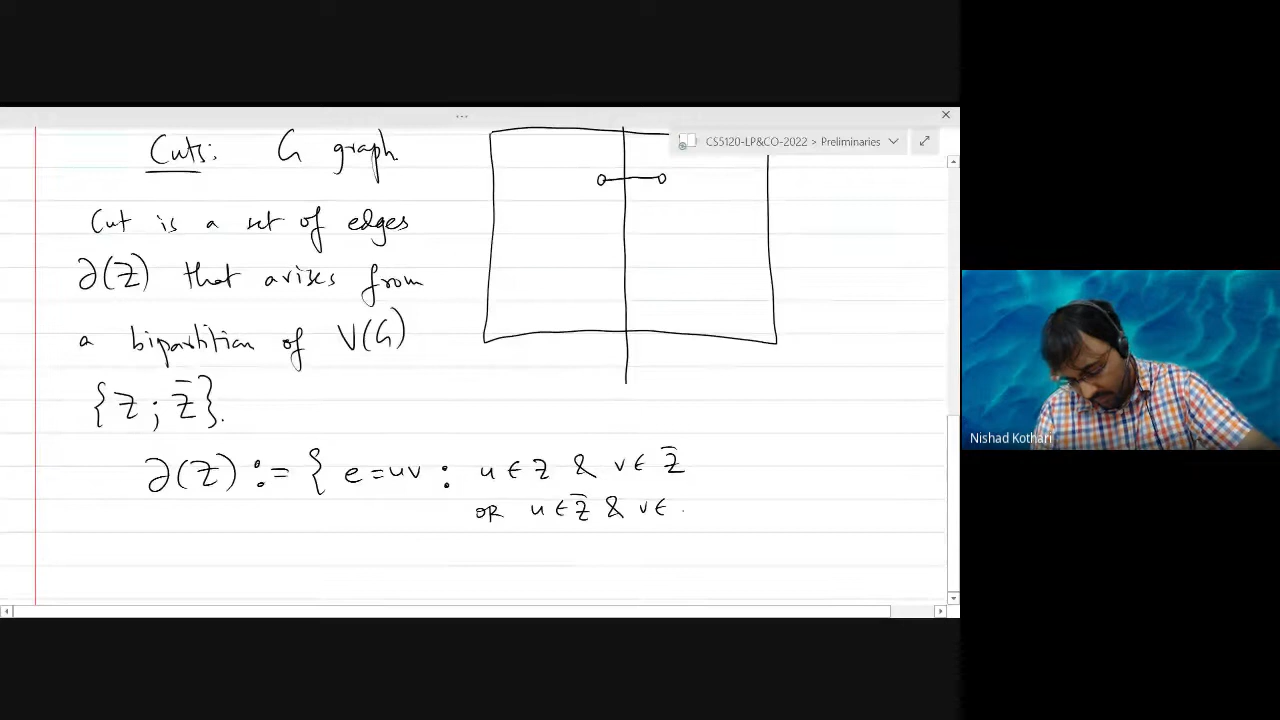 CS5120-LP&CO-2022 > Preliminaries
Cuts: G graph.
Cut is a set of edges
∂(Z) that arises from
a bipartition of V(G)
{Z ; Z̄}.
∂(Z) := { e=uv : u ∈ Z & v ∈ Z̄
OR u ∈ Z̄ & v ∈
Nishad Kothari